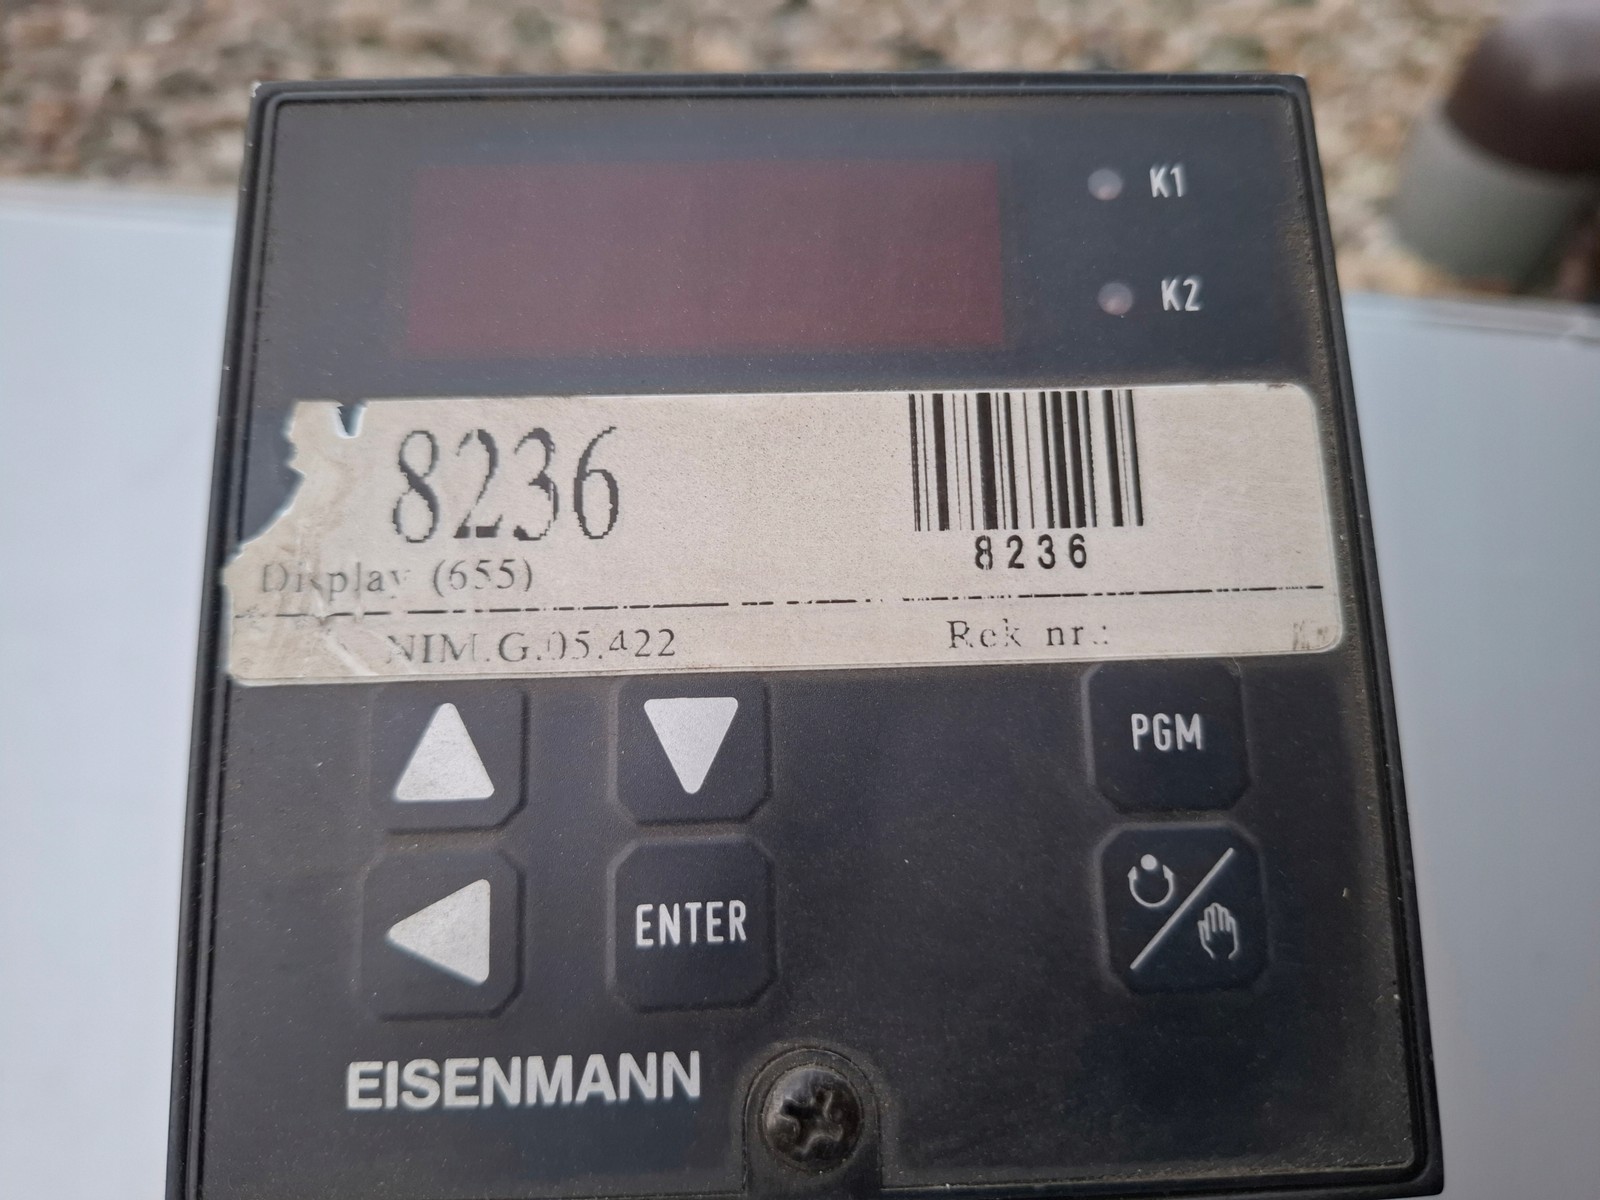 K1
K2
8236
8236
Display (655)
NIM.G.05.422
Rek nr.:
PGM
ENTER
EISENMANN